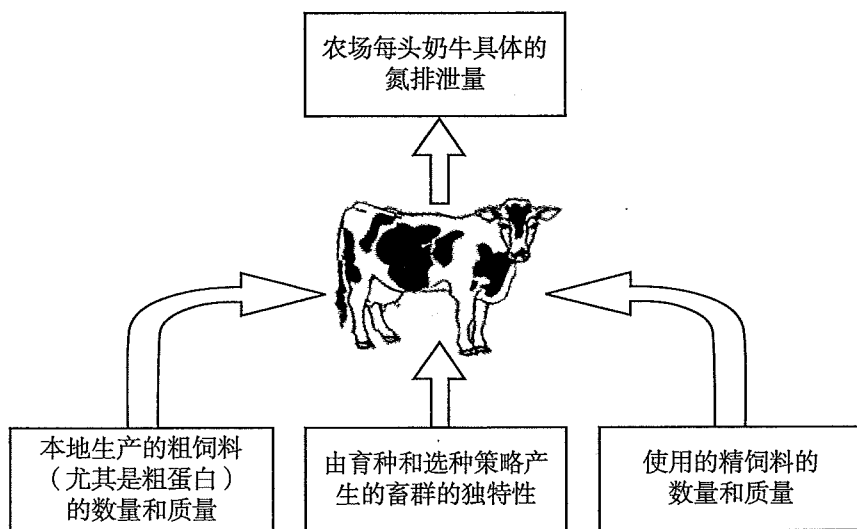 农场每头奶牛具体的
氮排泄量
本地生产的粗饲料
（尤其是粗蛋白）
的数量和质量
由育种和选种策略产
生的畜群的独特性
使用的精饲料的
数量和质量